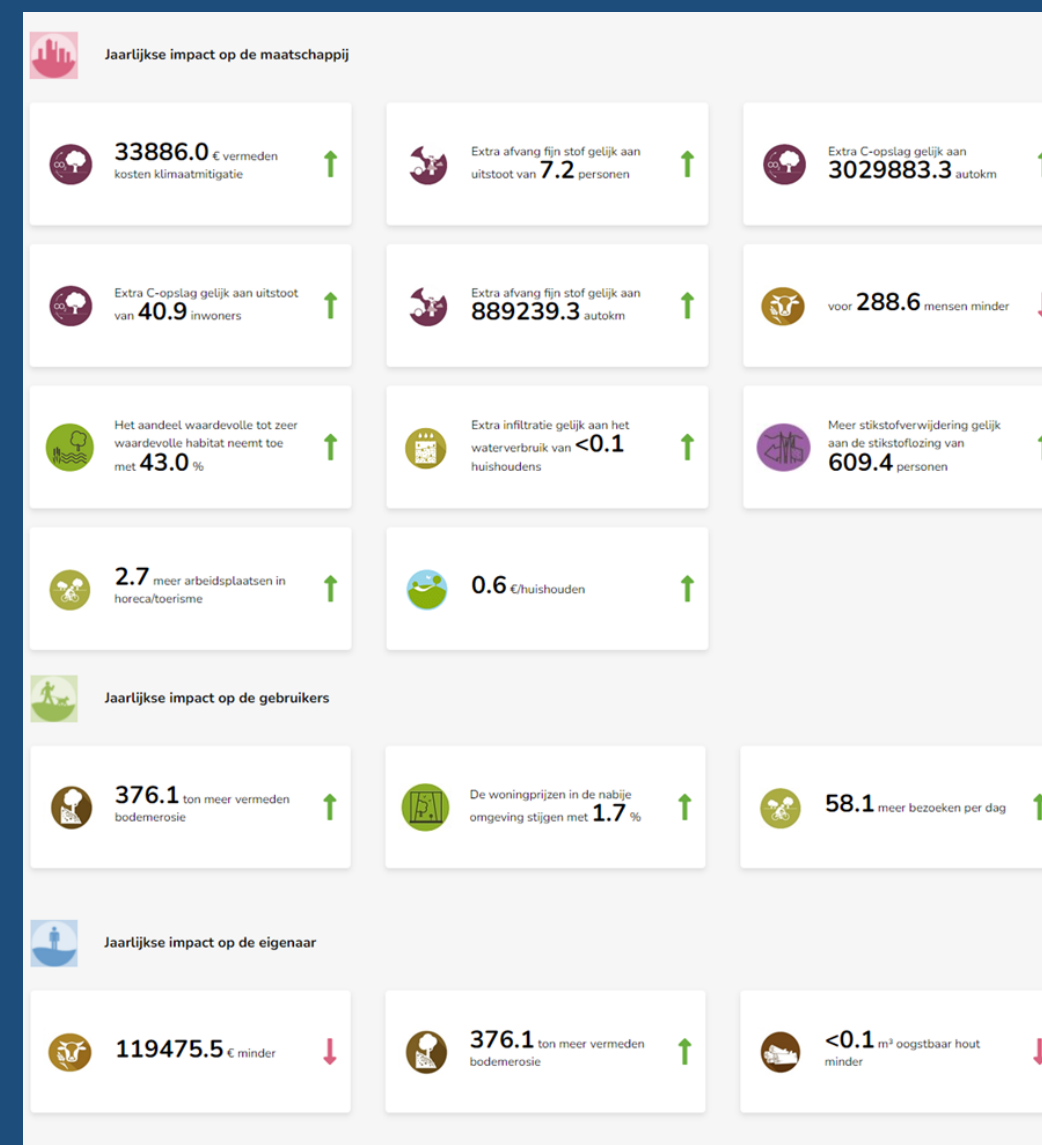 Jaarlijkse impact op de maatschappij
33886.0 € vermeden
kosten klimaatmitigatie
Extra afvang fijn stof gelijk aan
uitstoot van 7.2 personen
Extra C-opslag gelijk aan
3029883.3 autokm
Extra C-opslag gelijk aan uitstoot
van 40.9 inwoners
Extra afvang fijn stof gelijk aan
889239.3 autokm
voor 288.6 mensen minder
Het aandeel waardevolle tot zeer
waardevolle habitat neemt toe
met 43.0 %
Extra infiltratie gelijk aan het
waterverbruik van <0.1
huishoudens
Meer stikstofverwijdering gelijk
aan de stikstoflozing van
609.4 personen
2.7 meer arbeidsplaatsen in
horeca/toerisme
0.6 €/huishouden
Jaarlijkse impact op de gebruikers
376.1 ton meer vermeden
bodemerosie
De woningprijzen in de nabije
omgeving stijgen met 1.7 %
58.1 meer bezoeken per dag
Jaarlijkse impact op de eigenaar
119475.5 € minder
376.1 ton meer vermeden
bodemerosie
<0.1 m³ oogstbaar hout
minder